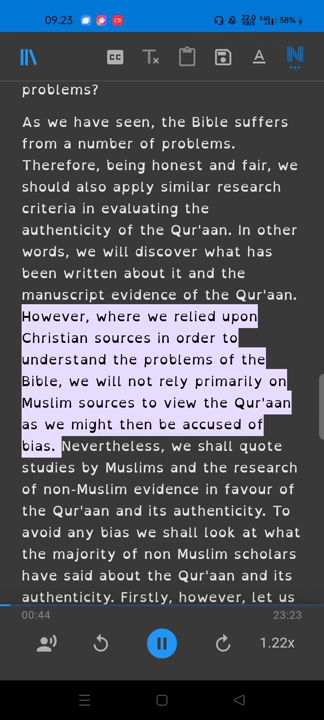 09.23
22.0
KB/S
38%
CC
T
A
N
problems?
As we have seen, the Bible suffers
from a number of problems.
Therefore, being honest and fair, we
should also apply similar research
criteria in evaluating the
authenticity of the Qur'aan. In other
words, we will discover what has
been written about it and the
manuscript evidence of the Qur'aan.
However, where we relied upon
Christian sources in order to
understand the problems of the
Bible, we will not rely primarily on
Muslim sources to view the Qur'aan
as we might then be accused of
bias. Nevertheless, we shall quote
studies by Muslims and the research
of non-Muslim evidence in favour of
the Qur'aan and its authenticity. To
avoid any bias we shall look at what
the majority of non Muslim scholars
have said about the Qur'aan and its
authenticity. Firstly, however, let us
00:44
23:23
1.22x